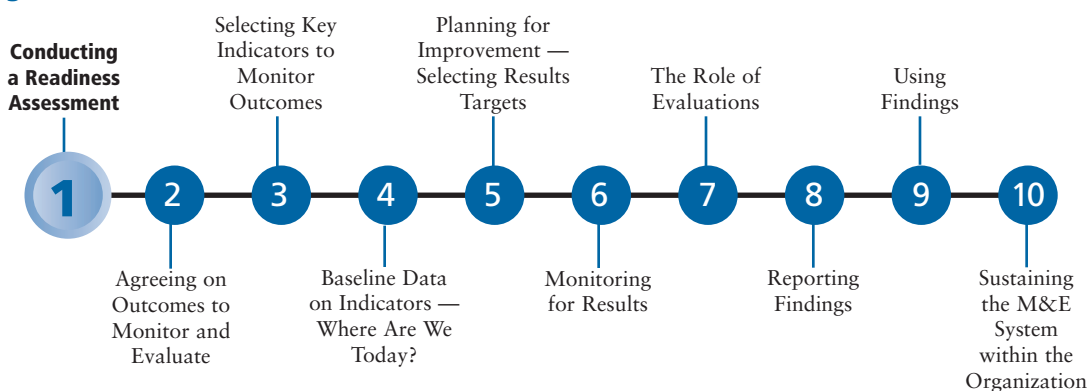 Conducting
a Readiness
Assessment
Selecting Key
Indicators to
Monitor
Outcomes
Planning for
Improvement —
Selecting Results
Targets
The Role of
Evaluations
Using
Findings
1
2
3
4
5
6
7
8
9
10
Agreeing on
Outcomes to
Monitor and
Evaluate
Baseline Data
on Indicators —
Where Are We
Today?
Monitoring
for Results
Reporting
Findings
Sustaining
the M&E
System
within the
Organization